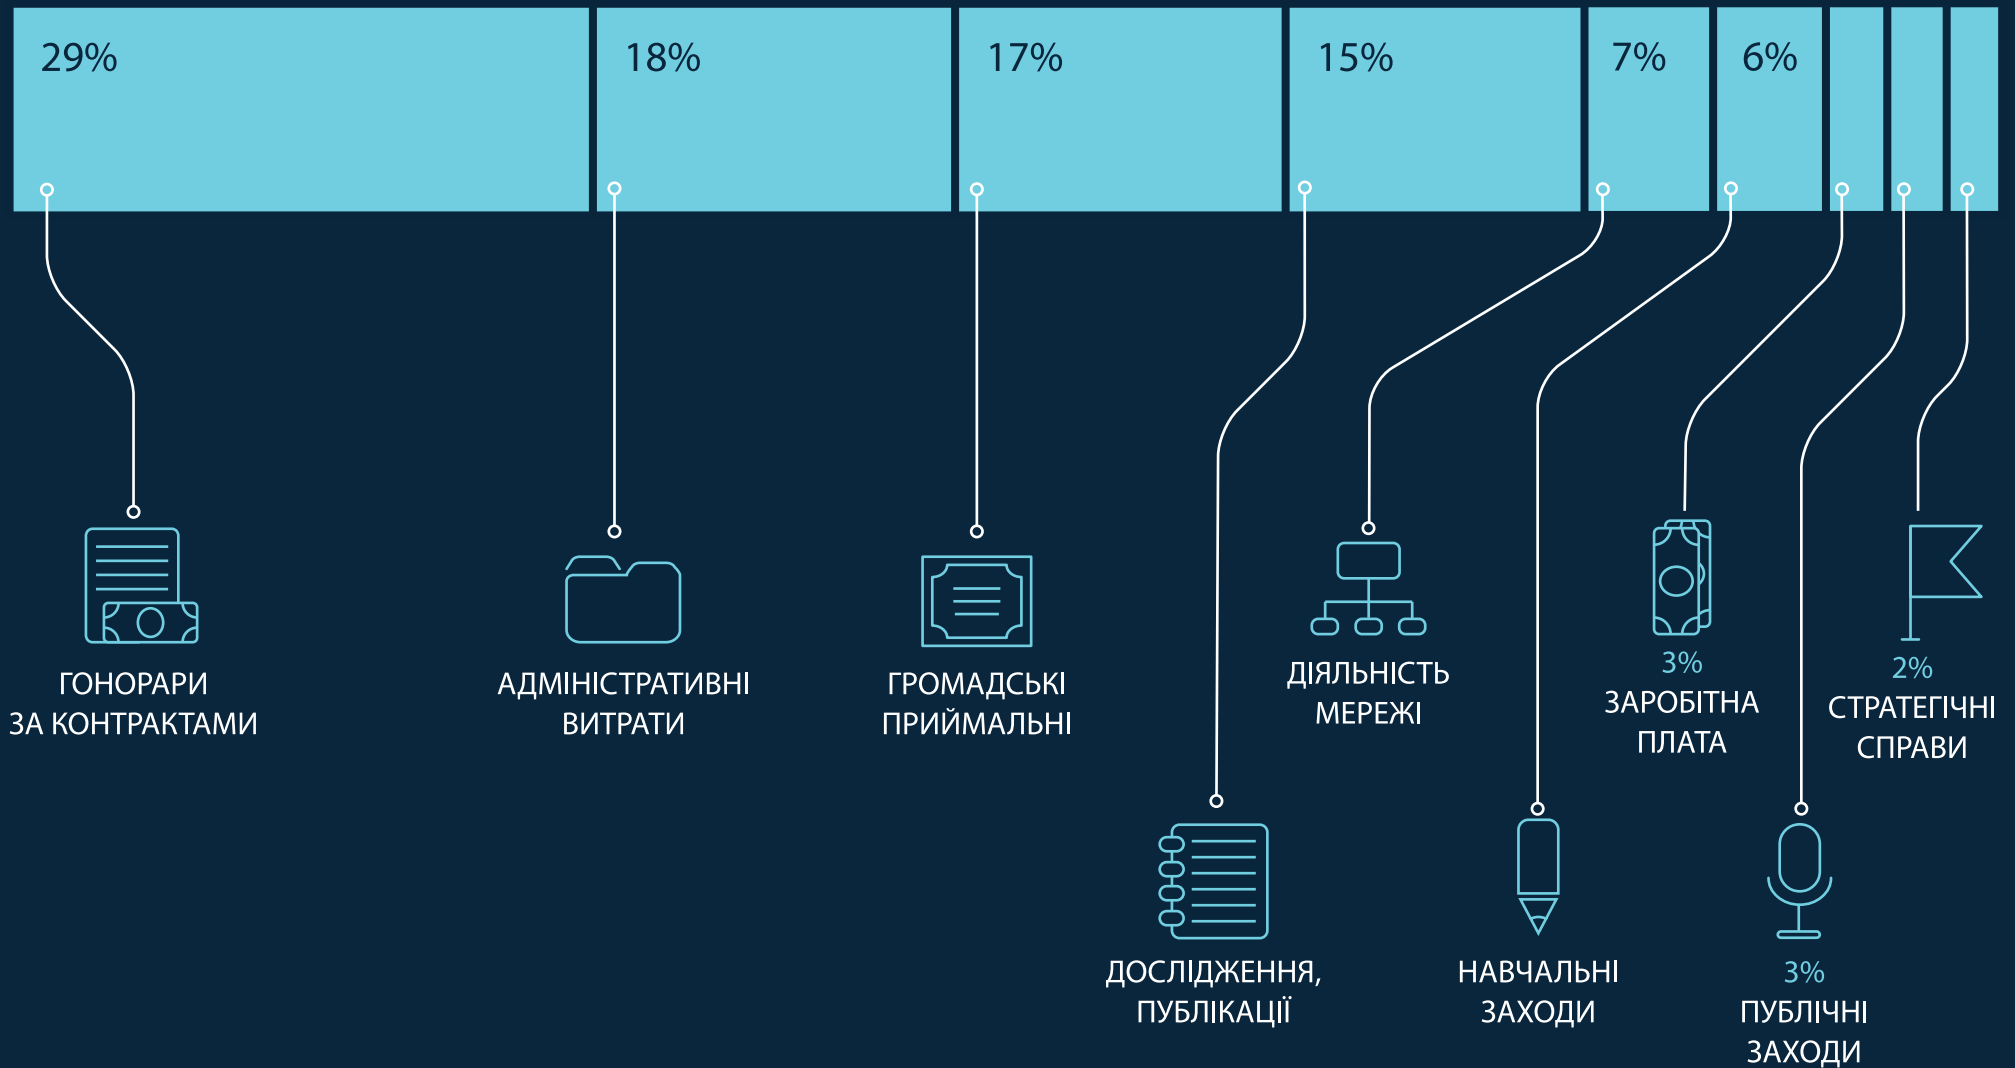 29%
18%
17%
15%
7%
6%
ГОНОРАРИ
ЗА КОНТРАКТАМИ
АДМІНІСТРАТИВНІ
ВИТРАТИ
ГРОМАДСЬКІ
ПРИЙМАЛЬНІ
ДОСЛІДЖЕННЯ,
ПУБЛІКАЦІЇ
ДІЯЛЬНІСТЬ
МЕРЕЖІ
НАВЧАЛЬНІ
ЗАХОДИ
3%
ЗАРОБІТНА
ПЛАТА
3%
ПУБЛІЧНІ
ЗАХОДИ
2%
СТРАТЕГІЧНІ
СПРАВИ